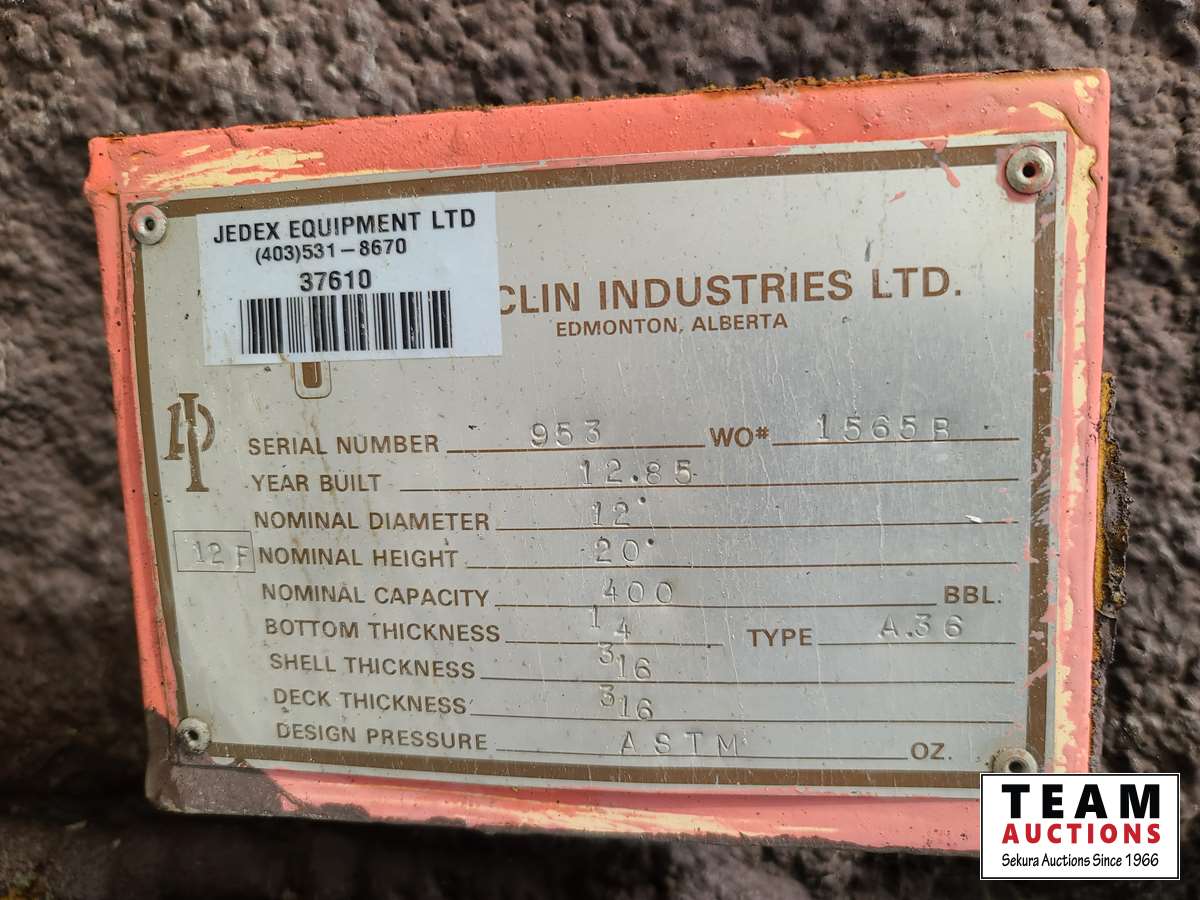 JEDEX EQUIPMENT LTD
(403)531-8670
37610
CLIN INDUSTRIES LTD.
EDMONTON, ALBERTA
SERIAL NUMBER 953 WO# 1565B
YEAR BUILT 12.85
NOMINAL DIAMETER 12'
12F NOMINAL HEIGHT 20'
NOMINAL CAPACITY 400 BBL.
BOTTOM THICKNESS 1 4 TYPE A.36
SHELL THICKNESS 3 16
DECK THICKNESS 3 16
DESIGN PRESSURE ASTM OZ.
TEAM
AUCTIONS
Sekura Auctions Since 1966